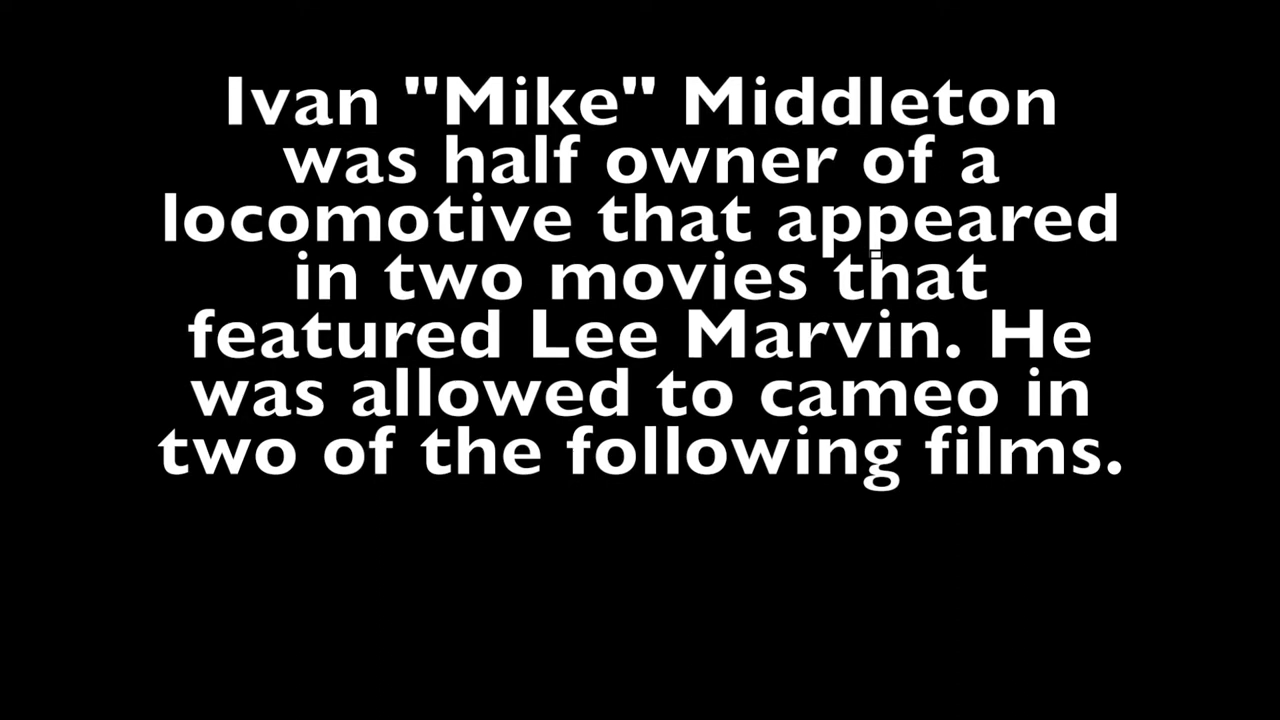 Ivan "Mike" Middleton
was half owner of a
locomotive that appeared
in two movies that
featured Lee Marvin. He
was allowed to cameo in
two of the following films.